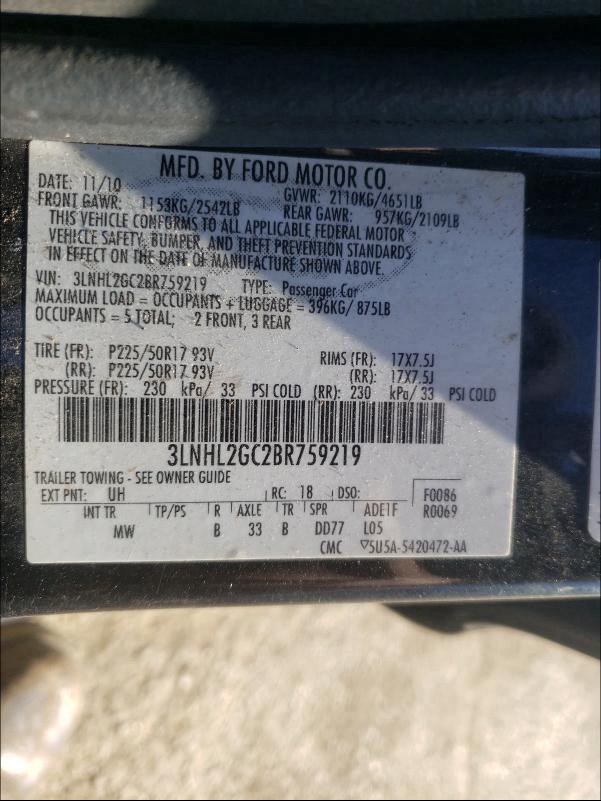 MFD. BY FORD MOTOR CO.
DATE: 11/10 GVWR: 2110KG/4651LB
FRONT GAWR: 1153KG/2542LB REAR GAWR: 957KG/2109LB
THIS VEHICLE CONFORMS TO ALL APPLICABLE FEDERAL MOTOR
VEHICLE SAFETY, BUMPER, AND THEFT PREVENTION STANDARDS
IN EFFECT ON THE DATE OF MANUFACTURE SHOWN ABOVE.
VIN: 3LNHL2GC2BR759219 TYPE: Passenger Car
MAXIMUM LOAD = OCCUPANTS + LUGGAGE = 396KG/ 875LB
OCCUPANTS = 5 TOTAL; 2 FRONT, 3 REAR
TIRE (FR): P225/50R17 93V RIMS (FR): 17X7.5J
(RR): P225/50R17 93V (RR): 17X7.5J
PRESSURE (FR): 230 kPa/ 33 PSI COLD (RR): 230 kPa/ 33 PSI COLD
3LNHL2GC2BR759219
TRAILER TOWING - SEE OWNER GUIDE
EXT PNT: UH RC: 18 DSO: F0086
INT TR TP/PS R AXLE TR SPR ADE1F R0069
MW B 33 B DD77 L05
CMC ▽5U5A-5420472-AA